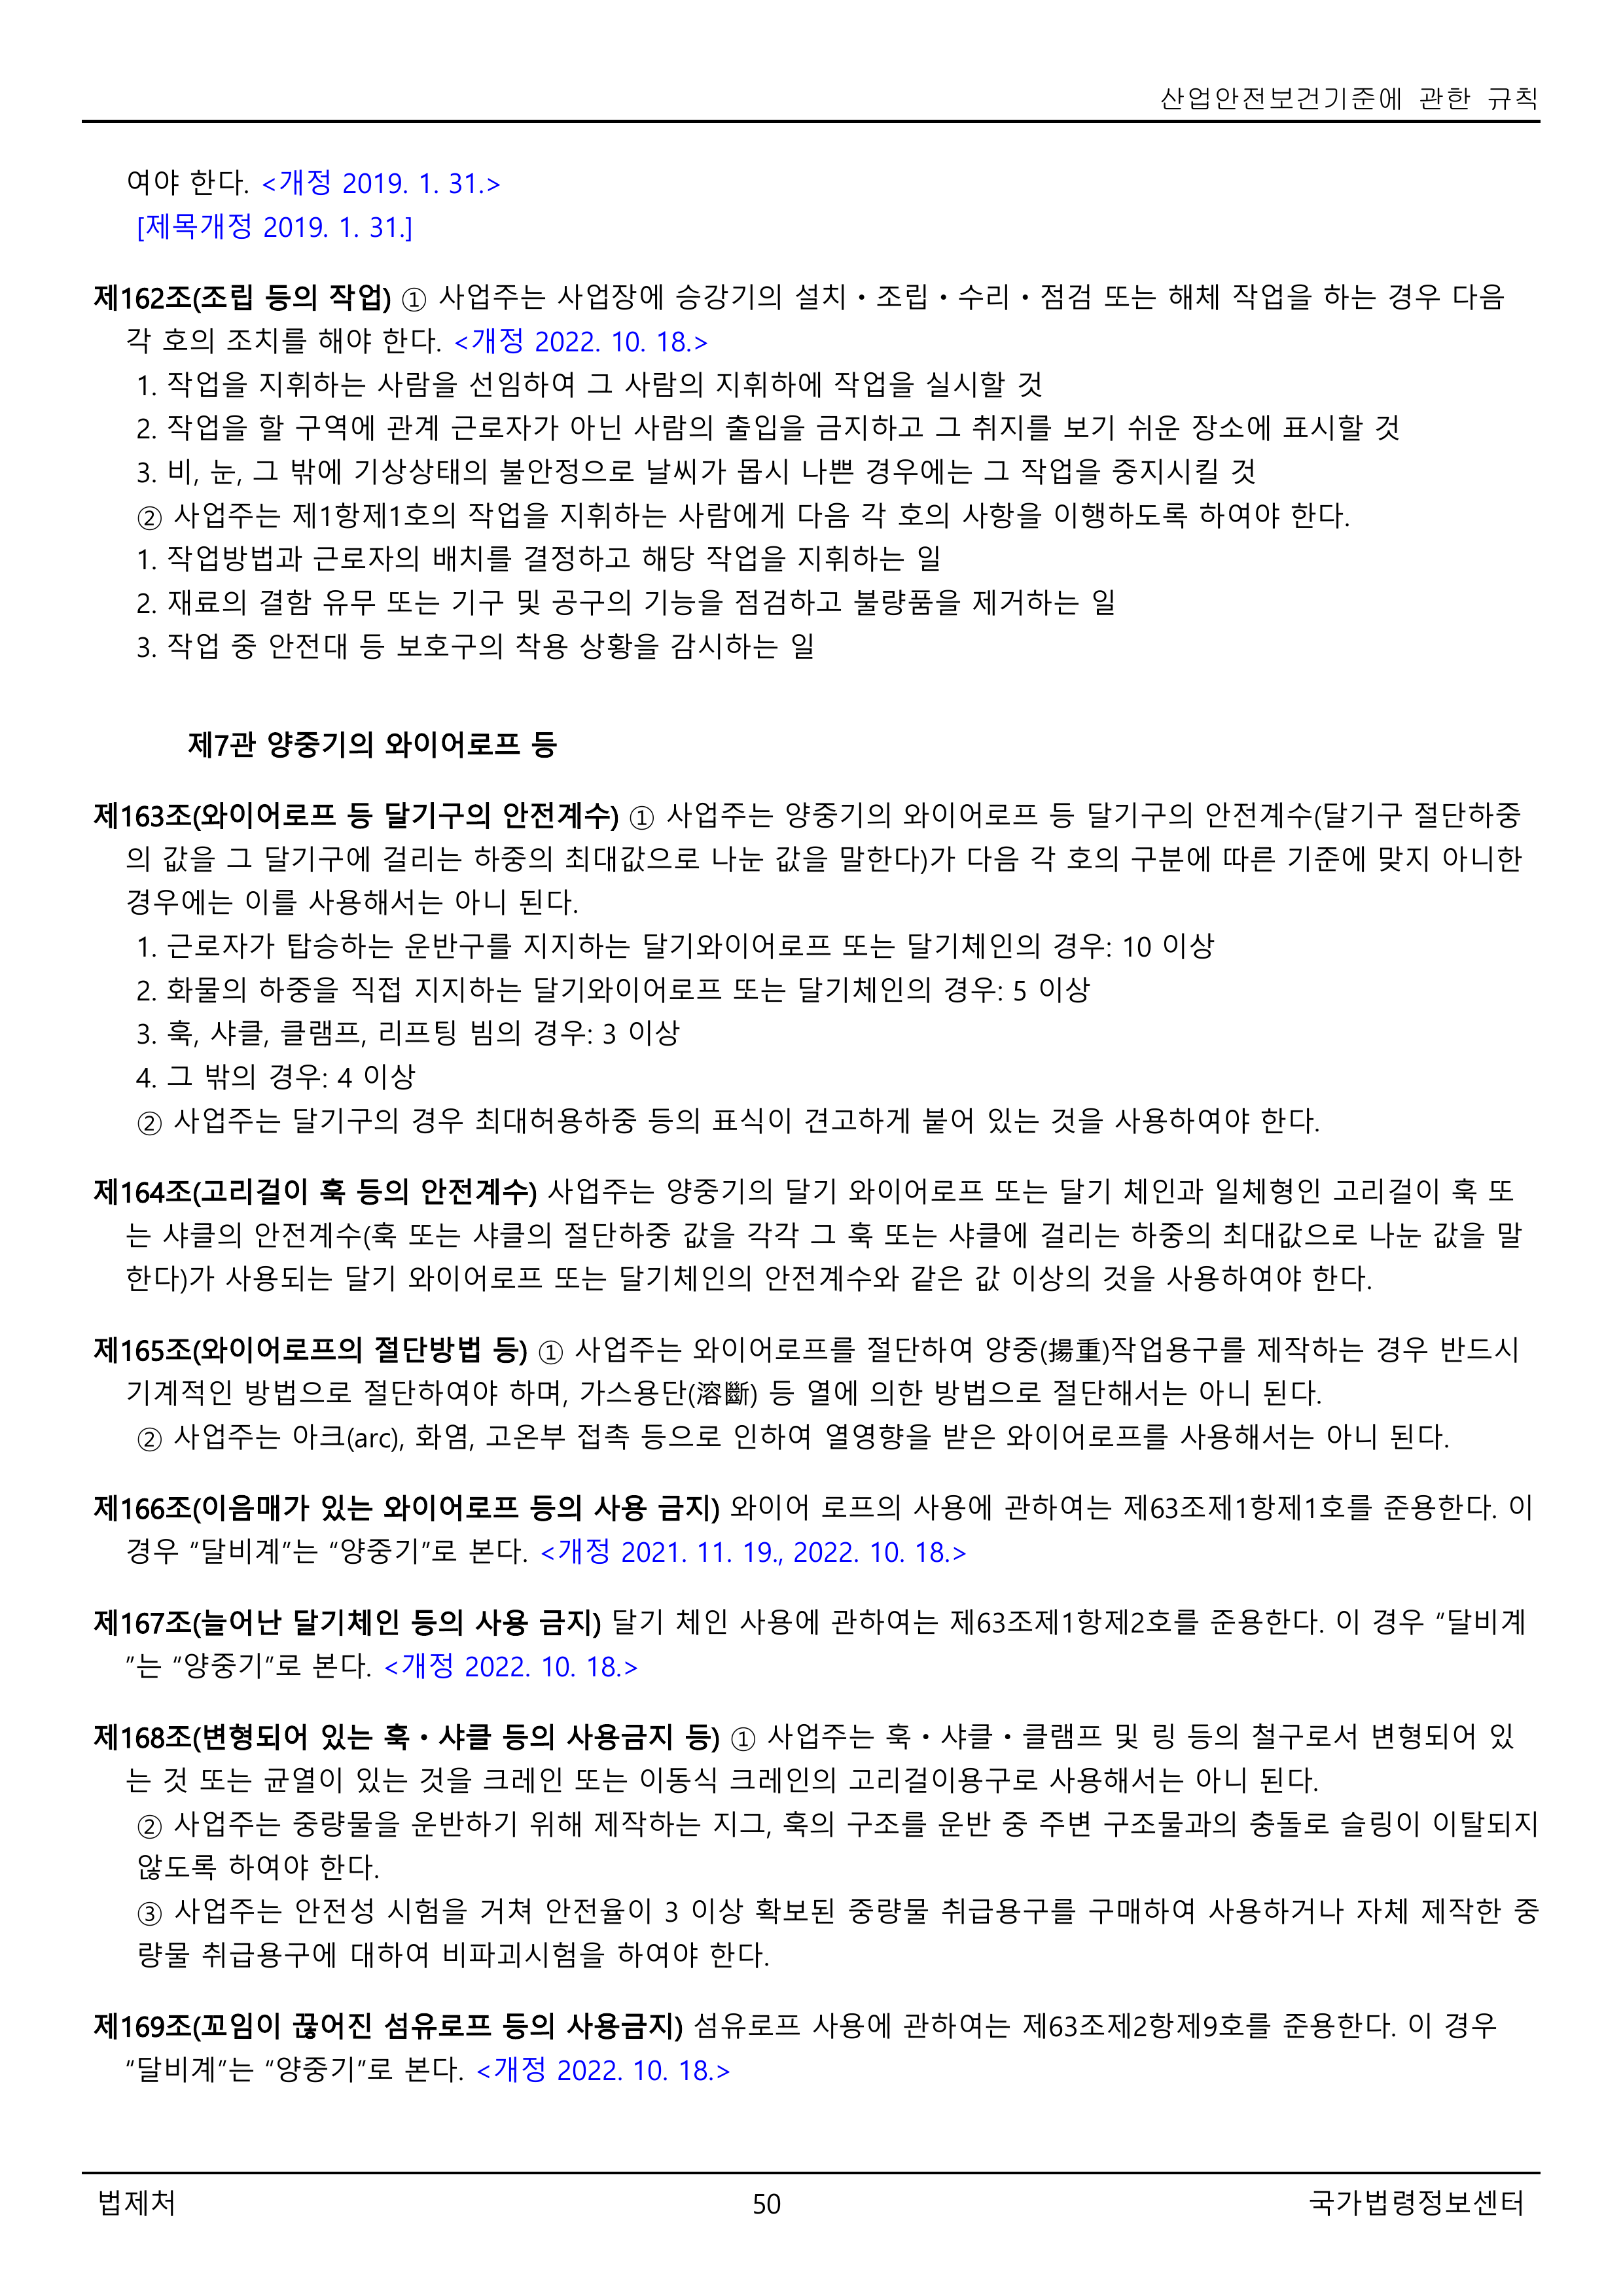 산업안전보건기준에 관한 규칙
여야 한다. <개정 2019. 1. 31.>
[제목개정 2019. 1. 31.]
제162조(조립 등의 작업) ① 사업주는 사업장에 승강기의 설치ㆍ조립ㆍ수리ㆍ점검 또는 해체 작업을 하는 경우 다음
각 호의 조치를 해야 한다. <개정 2022. 10. 18.>
1. 작업을 지휘하는 사람을 선임하여 그 사람의 지휘하에 작업을 실시할 것
2. 작업을 할 구역에 관계 근로자가 아닌 사람의 출입을 금지하고 그 취지를 보기 쉬운 장소에 표시할 것
3. 비, 눈, 그 밖에 기상상태의 불안정으로 날씨가 몹시 나쁜 경우에는 그 작업을 중지시킬 것
② 사업주는 제1항제1호의 작업을 지휘하는 사람에게 다음 각 호의 사항을 이행하도록 하여야 한다.
1. 작업방법과 근로자의 배치를 결정하고 해당 작업을 지휘하는 일
2. 재료의 결함 유무 또는 기구 및 공구의 기능을 점검하고 불량품을 제거하는 일
3. 작업 중 안전대 등 보호구의 착용 상황을 감시하는 일
제7관 양중기의 와이어로프 등
제163조(와이어로프 등 달기구의 안전계수) ① 사업주는 양중기의 와이어로프 등 달기구의 안전계수(달기구 절단하중
의 값을 그 달기구에 걸리는 하중의 최대값으로 나눈 값을 말한다)가 다음 각 호의 구분에 따른 기준에 맞지 아니한
경우에는 이를 사용해서는 아니 된다.
1. 근로자가 탑승하는 운반구를 지지하는 달기와이어로프 또는 달기체인의 경우: 10 이상
2. 화물의 하중을 직접 지지하는 달기와이어로프 또는 달기체인의 경우: 5 이상
3. 훅, 샤클, 클램프, 리프팅 빔의 경우: 3 이상
4. 그 밖의 경우: 4 이상
② 사업주는 달기구의 경우 최대허용하중 등의 표식이 견고하게 붙어 있는 것을 사용하여야 한다.
제164조(고리걸이 훅 등의 안전계수) 사업주는 양중기의 달기 와이어로프 또는 달기 체인과 일체형인 고리걸이 훅 또
는 샤클의 안전계수(훅 또는 샤클의 절단하중 값을 각각 그 훅 또는 샤클에 걸리는 하중의 최대값으로 나눈 값을 말
한다)가 사용되는 달기 와이어로프 또는 달기체인의 안전계수와 같은 값 이상의 것을 사용하여야 한다.
제165조(와이어로프의 절단방법 등) ① 사업주는 와이어로프를 절단하여 양중(揚重)작업용구를 제작하는 경우 반드시
기계적인 방법으로 절단하여야 하며, 가스용단(溶斷) 등 열에 의한 방법으로 절단해서는 아니 된다.
② 사업주는 아크(arc), 화염, 고온부 접촉 등으로 인하여 열영향을 받은 와이어로프를 사용해서는 아니 된다.
제166조(이음매가 있는 와이어로프 등의 사용 금지) 와이어 로프의 사용에 관하여는 제63조제1항제1호를 준용한다. 이
경우 “달비계”는 “양중기”로 본다. <개정 2021. 11. 19., 2022. 10. 18.>
제167조(늘어난 달기체인 등의 사용 금지) 달기 체인 사용에 관하여는 제63조제1항제2호를 준용한다. 이 경우 “달비계
”는 “양중기”로 본다. <개정 2022. 10. 18.>
제168조(변형되어 있는 훅ㆍ샤클 등의 사용금지 등) ① 사업주는 훅ㆍ샤클ㆍ클램프 및 링 등의 철구로서 변형되어 있
는 것 또는 균열이 있는 것을 크레인 또는 이동식 크레인의 고리걸이용구로 사용해서는 아니 된다.
② 사업주는 중량물을 운반하기 위해 제작하는 지그, 훅의 구조를 운반 중 주변 구조물과의 충돌로 슬링이 이탈되지
않도록 하여야 한다.
③ 사업주는 안전성 시험을 거쳐 안전율이 3 이상 확보된 중량물 취급용구를 구매하여 사용하거나 자체 제작한 중
량물 취급용구에 대하여 비파괴시험을 하여야 한다.
제169조(꼬임이 끊어진 섬유로프 등의 사용금지) 섬유로프 사용에 관하여는 제63조제2항제9호를 준용한다. 이 경우
“달비계”는 “양중기”로 본다. <개정 2022. 10. 18.>
법제처
50
국가법령정보센터